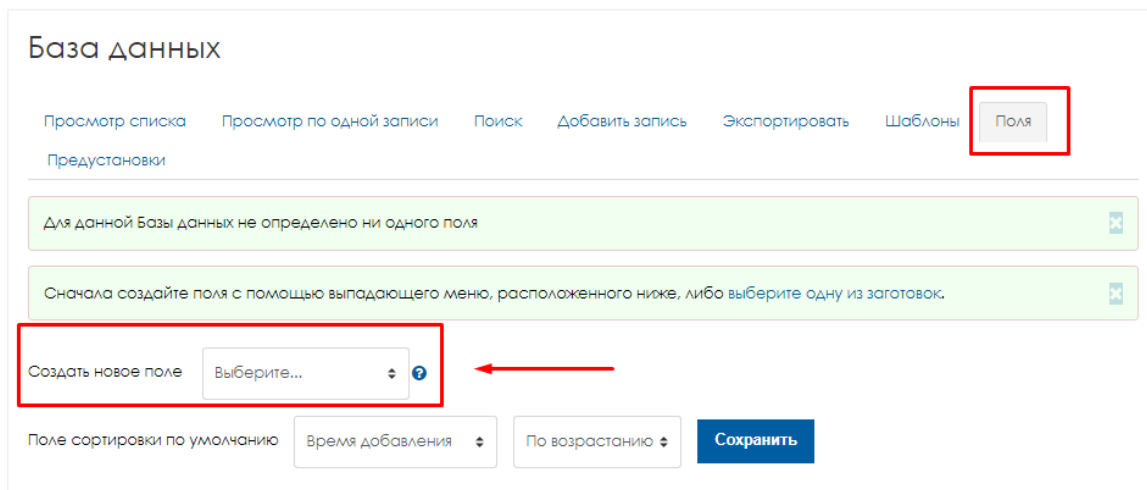 База данных
Просмотр списка Просмотр по одной записи Поиск Добавить запись Экспортировать Шаблоны Поля
Предустановки
Для данной Базы данных не определено ни одного поля
Сначала создайте поля с помощью выпадающего меню, расположенного ниже, либо выберите одну из заготовок.
Создать новое поле Выберите...
Поле сортировки по умолчанию Время добавления По возрастанию Сохранить